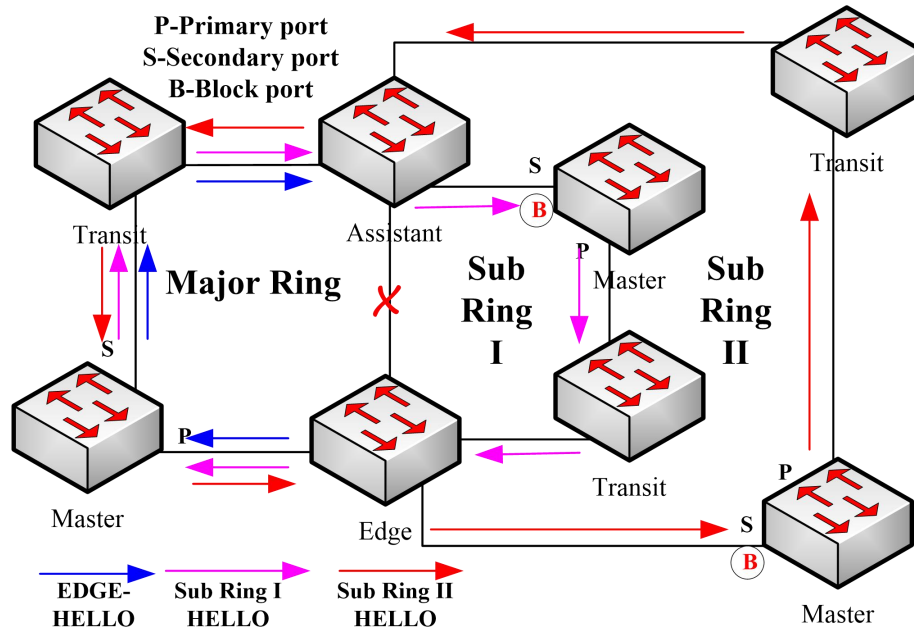 P-Primary port
S-Secondary port
B-Block port
Transit
Assistant
S
B
P
Master
Transit
Major Ring
Sub
Ring
I
Sub
Ring
II
S
P
Master
Edge
Transit
P
S
B
Master
EDGE-
HELLO
Sub Ring I
HELLO
Sub Ring II
HELLO